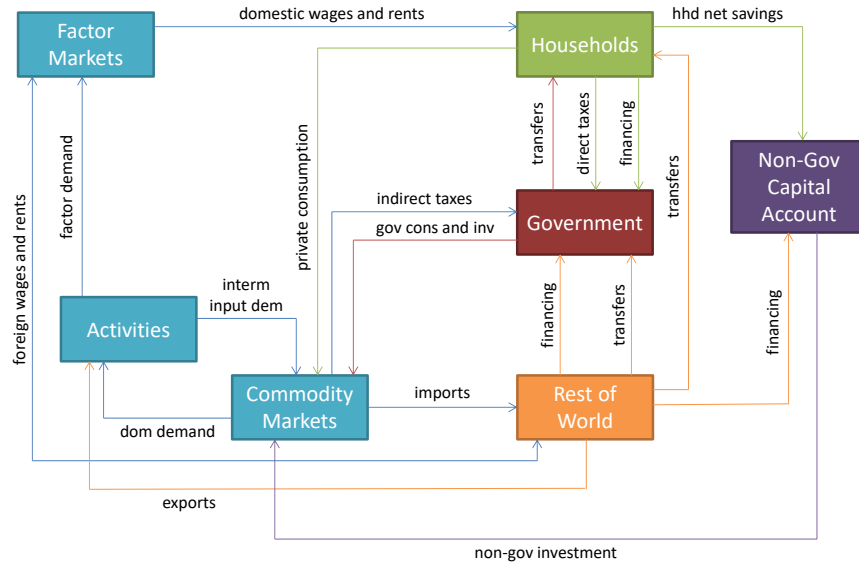 domestic wages and rents
hhd net savings
Factor
Markets
Households
transfers
direct taxes
financing
transfers
Non-Gov
Capital
Account
factor demand
private consumption
foreign wages and rents
indirect taxes
Government
gov cons and inv
interm
input dem
Activities
financing
transfers
financing
Commodity
Markets
imports
Rest of
World
dom demand
exports
non-gov investment